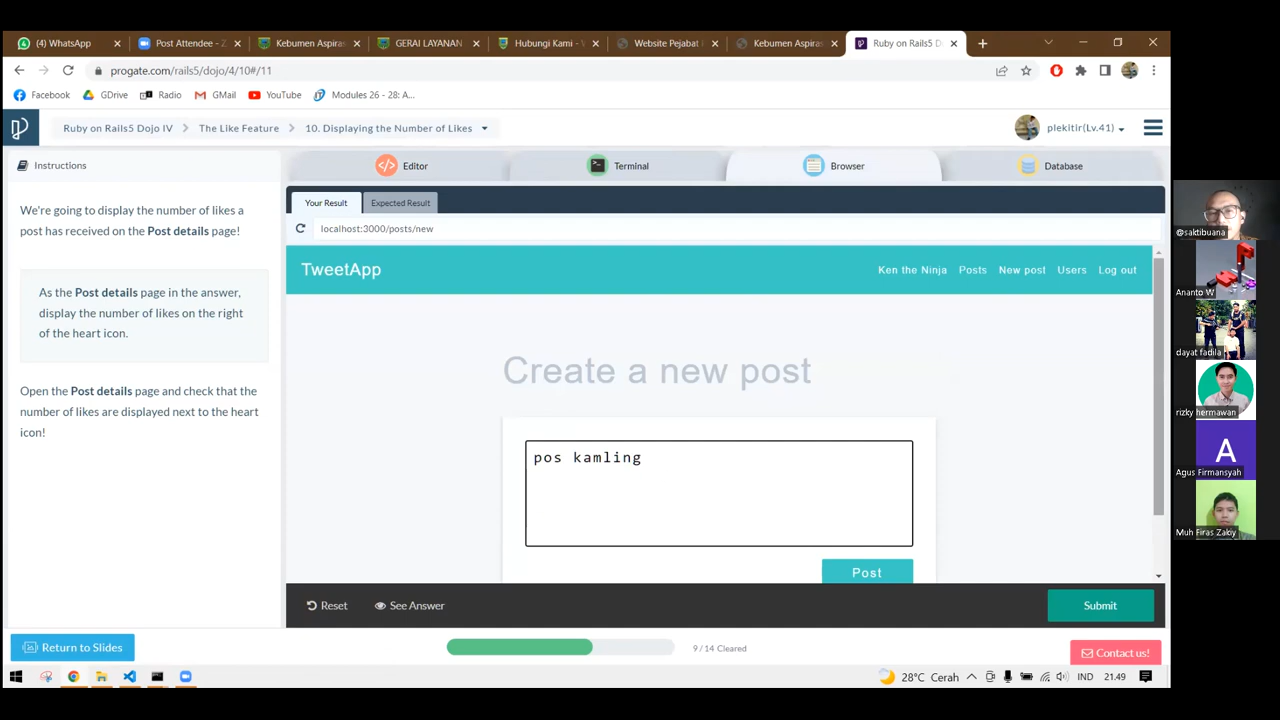 (4) WhatsApp
Post Attendee - Z
Kebumen Aspiras
GERAI LAYANAN
Hubungi Kami - V
Website Pejabat
Kebumen Aspiras
Ruby on Rails5 D
progate.com/rails5/dojo/4/10#/11
Facebook
GDrive
Radio
GMail
YouTube
Modules 26 - 28: A...
Ruby on Rails5 Dojo IV
The Like Feature
10. Displaying the Number of Likes
plekitir(Lv.41)
Instructions
Editor
Terminal
Browser
Database
We're going to display the number of likes a
post has received on the Post details page!
As the Post details page in the answer,
display the number of likes on the right
of the heart icon.
Open the Post details page and check that the
number of likes are displayed next to the heart
icon!
Your Result
Expected Result
localhost:3000/posts/new
TweetApp
Ken the Ninja
Posts
New post
Users
Log out
Create a new post
pos kamling
Post
Reset
See Answer
Submit
Return to Slides
9 / 14 Cleared
Contact us!
28°C Cerah
IND
21.49
@saktibuana
Ananto W
dayat fadila
rizky hermawan
A
Agus Firmansyah
Muh Firas Zakiy